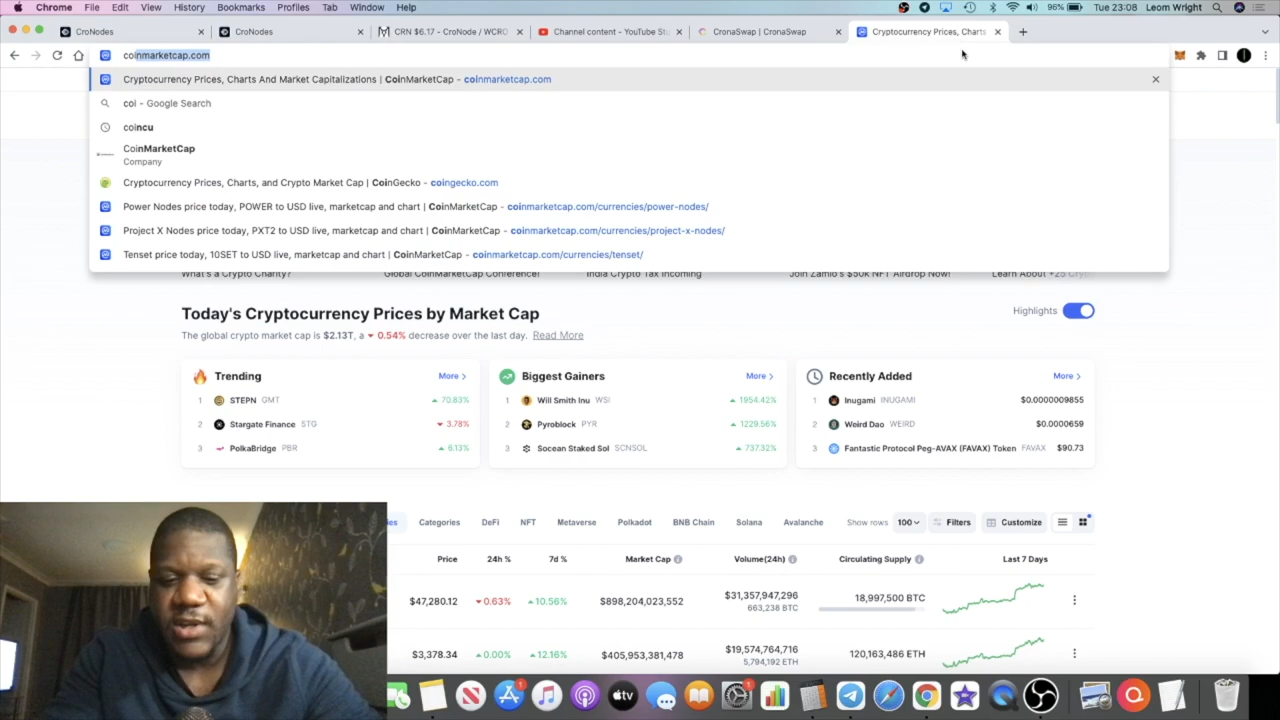 Chrome File Edit View History Bookmarks Profiles Tab Window Help 96% Tue 23:08 Leom Wright
CroNodes
CroNodes
CRN $6.17 - CroNode / WCRO
Channel content - YouTube St
CronaSwap | CronaSwap
Cryptocurrency Prices, Charts
coinmarketcap.com
Cryptocurrency Prices, Charts And Market Capitalizations | CoinMarketCap - coinmarketcap.com
coi - Google Search
coincu
CoinMarketCap
Company
Cryptocurrency Prices, Charts, and Crypto Market Cap | CoinGecko - coingecko.com
Power Nodes price today, POWER to USD live, marketcap and chart | CoinMarketCap - coinmarketcap.com/currencies/power-nodes/
Project X Nodes price today, PXT2 to USD live, marketcap and chart | CoinMarketCap - coinmarketcap.com/currencies/project-x-nodes/
Tenset price today, 10SET to USD live, marketcap and chart | CoinMarketCap - coinmarketcap.com/currencies/tenset/
What's a Crypto Charity? Global CoinMarketCap Conference! India Crypto Tax Incoming Join Zamio's $50k NFT Airdrop Now! Learn About +25 Cry
Today's Cryptocurrency Prices by Market Cap
Highlights
The global crypto market cap is $2.13T, a 0.54% decrease over the last day. Read More
Trending More
1 STEPN GMT 70.83%
2 Stargate Finance STG 3.78%
3 PolkaBridge PBR 6.13%
Biggest Gainers More
1 Will Smith Inu WSI 1954.42%
2 Pyroblock PYR 1229.56%
3 Socean Staked Sol SCNSOL 737.32%
Recently Added More
1 Inugami INUGAMI $0.0000009855
2 Weird Dao WEIRD $0.0000659
3 Fantastic Protocol Peg-AVAX (FAVAX) Token FAVAX $90.73
es Categories DeFi NFT Metaverse Polkadot BNB Chain Solana Avalanche Show rows 100 Filters Customize
Price 24h % 7d % Market Cap Volume(24h) Circulating Supply Last 7 Days
$47,280.12 0.63% 10.56% $898,204,023,552 $31,357,947,296 18,997,500 BTC
663,238 BTC
$3,378.34 0.00% 12.16% $405,953,381,478 $19,574,764,716 120,163,486 ETH
5,794,192 ETH